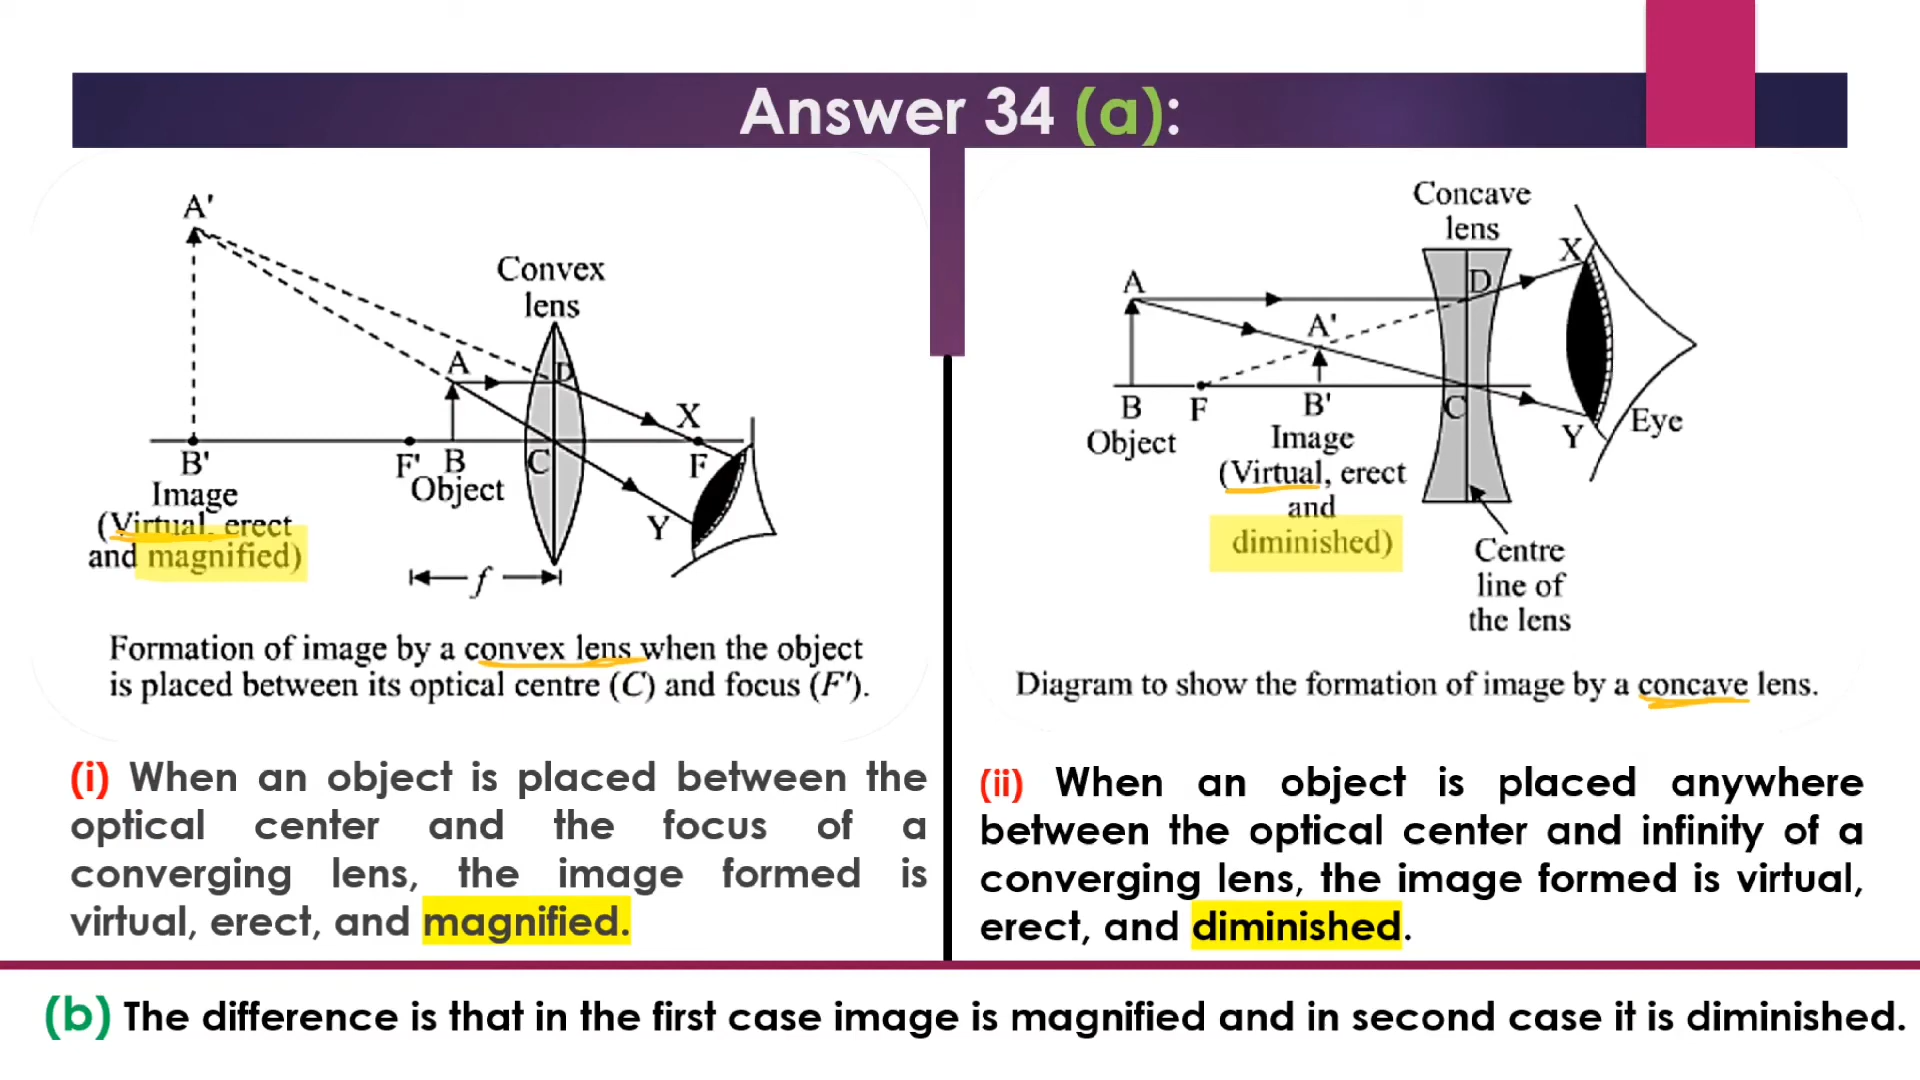 Answer 34 (a):
A'
Convex
lens
A
D
X
B'
F'
B
C
F
Image
Object
(Virtual, erect
and magnified)
Y
f
Formation of image by a convex lens when the object
is placed between its optical centre (C) and focus (F').
(i) When an object is placed between the
optical center and the focus of a
converging lens, the image formed is
virtual, erect, and magnified.
Concave
lens
X
A
D
A'
B
F
B'
C
Y
Eye
Object
Image
(Virtual, erect
and
diminished)
Centre
line of
the lens
Diagram to show the formation of image by a concave lens.
(ii) When an object is placed anywhere
between the optical center and infinity of a
converging lens, the image formed is virtual,
erect, and diminished.
(b) The difference is that in the first case image is magnified and in second case it is diminished.